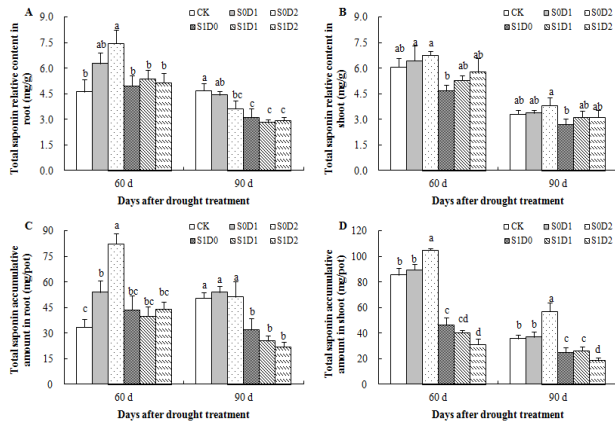 A
CK S0D1 S0D2
S1D0 S1D1 S1D2
Total saponin relative content in root (mg/g)
9.0
7.5
6.0
4.5
3.0
1.5
.0
b ab a b b b
a ab bc c c c
60 d 90 d
Days after drought treatment
B
CK S0D1 S0D2
S1D0 S1D1 S1D2
Total saponin relative content in shoot (mg/g)
9.0
7.5
6.0
4.5
3.0
1.5
.0
ab a a b ab ab
ab ab a b ab ab
60 d 90 d
Days after drought treatment
C
CK S0D1 S0D2
S1D0 S1D1 S1D2
Total saponin accumulative amount in root (mg/pot)
90
75
60
45
30
15
0
c b a bc bc bc
a a a b b b
60 d 90 d
Days after drought treatment
D
CK S0D1 S0D2
S1D0 S1D1 S1D2
Total saponin accumulative amount in shoot (mg/pot)
120
100
80
60
40
20
0
b b a c cd d
b b a c c d
60 d 90 d
Days after drought treatment